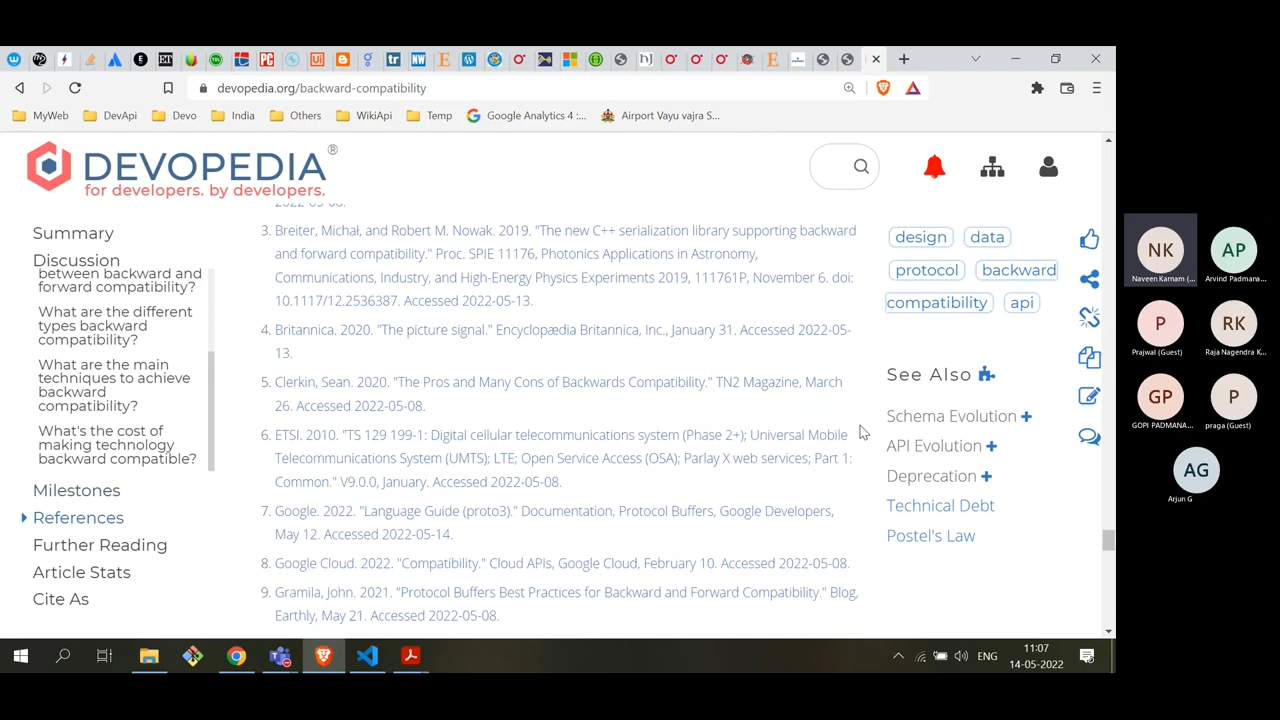 devopedia.org/backward-compatibility
MyWeb
DevApi
Devo
India
Others
WikiApi
Temp
Google Analytics 4 :...
Airport Vayu vajra S...
DEVOPEDIA®
for developers. by developers.
Summary
Discussion
between backward and
forward compatibility?
What are the different
types backward
compatibility?
What are the main
techniques to achieve
backward
compatibility?
What's the cost of
making technology
backward compatible?
Milestones
References
Further Reading
Article Stats
Cite As
3. Breiter, Michał, and Robert M. Nowak. 2019. "The new C++ serialization library supporting backward
and forward compatibility." Proc. SPIE 11176, Photonics Applications in Astronomy,
Communications, Industry, and High-Energy Physics Experiments 2019, 111761P, November 6. doi:
10.1117/12.2536387. Accessed 2022-05-13.
4. Britannica. 2020. "The picture signal." Encyclopædia Britannica, Inc., January 31. Accessed 2022-05-
13.
5. Clerkin, Sean. 2020. "The Pros and Many Cons of Backwards Compatibility." TN2 Magazine, March
26. Accessed 2022-05-08.
6. ETSI. 2010. "TS 129 199-1: Digital cellular telecommunications system (Phase 2+); Universal Mobile
Telecommunications System (UMTS); LTE; Open Service Access (OSA); Parlay X web services; Part 1:
Common." V9.0.0, January. Accessed 2022-05-08.
7. Google. 2022. "Language Guide (proto3)." Documentation, Protocol Buffers, Google Developers,
May 12. Accessed 2022-05-14.
8. Google Cloud. 2022. "Compatibility." Cloud APIs, Google Cloud, February 10. Accessed 2022-05-08.
9. Gramila, John. 2021. "Protocol Buffers Best Practices for Backward and Forward Compatibility." Blog,
Earthly, May 21. Accessed 2022-05-08.
design data
protocol backward
compatibility api
See Also
Schema Evolution
API Evolution
Deprecation
Technical Debt
Postel's Law
NK
Naveen Karnam (...
AP
Arvind Padmana...
P
Prajwal (Guest)
RK
Raja Nagendra K...
GP
GOPI PADMANA...
P
praga (Guest)
AG
Arjun G
ENG
11:07
14-05-2022